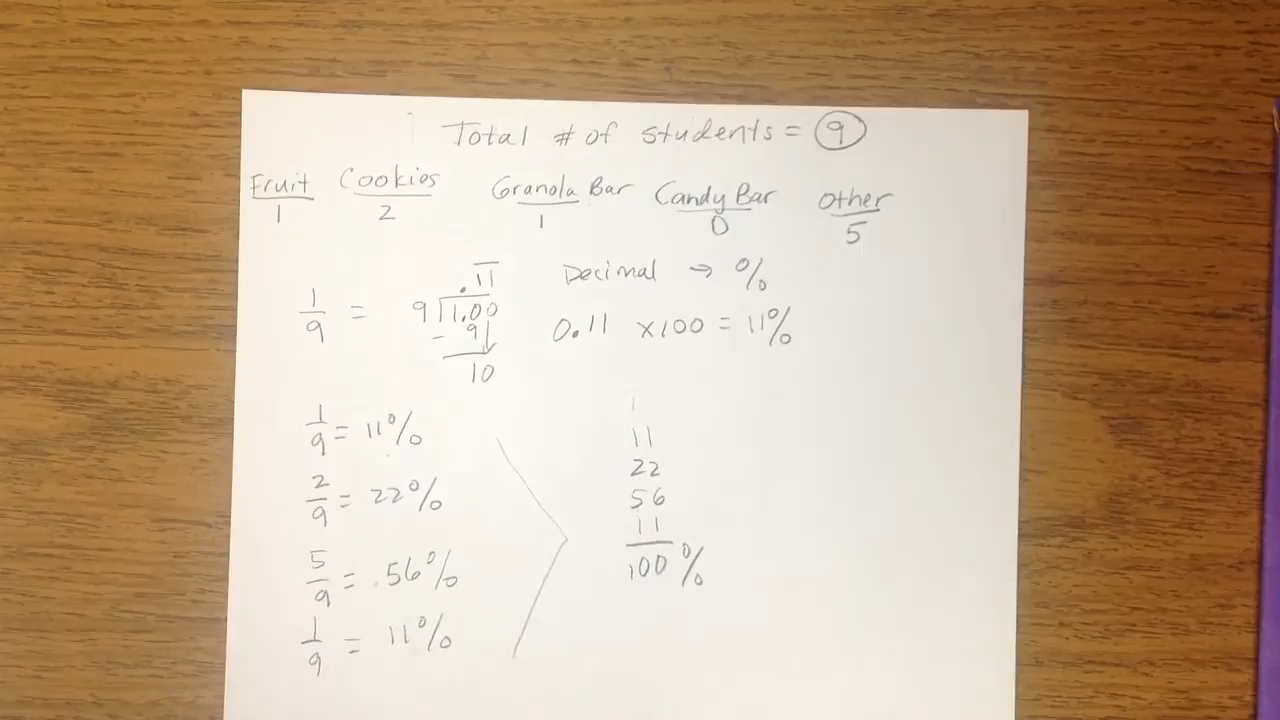 Total # of students = 9
Fruit Cookies Granola Bar Candy Bar Other
1 2 1 0 5
.11 Decimal → %
1/9 = 9 1.00 0.11 x100 = 11%
- 9
10
1/9 = 11% 11
2/9 = 22% 22
56
11
5/9 = .56% 100%
1/9 = 11%